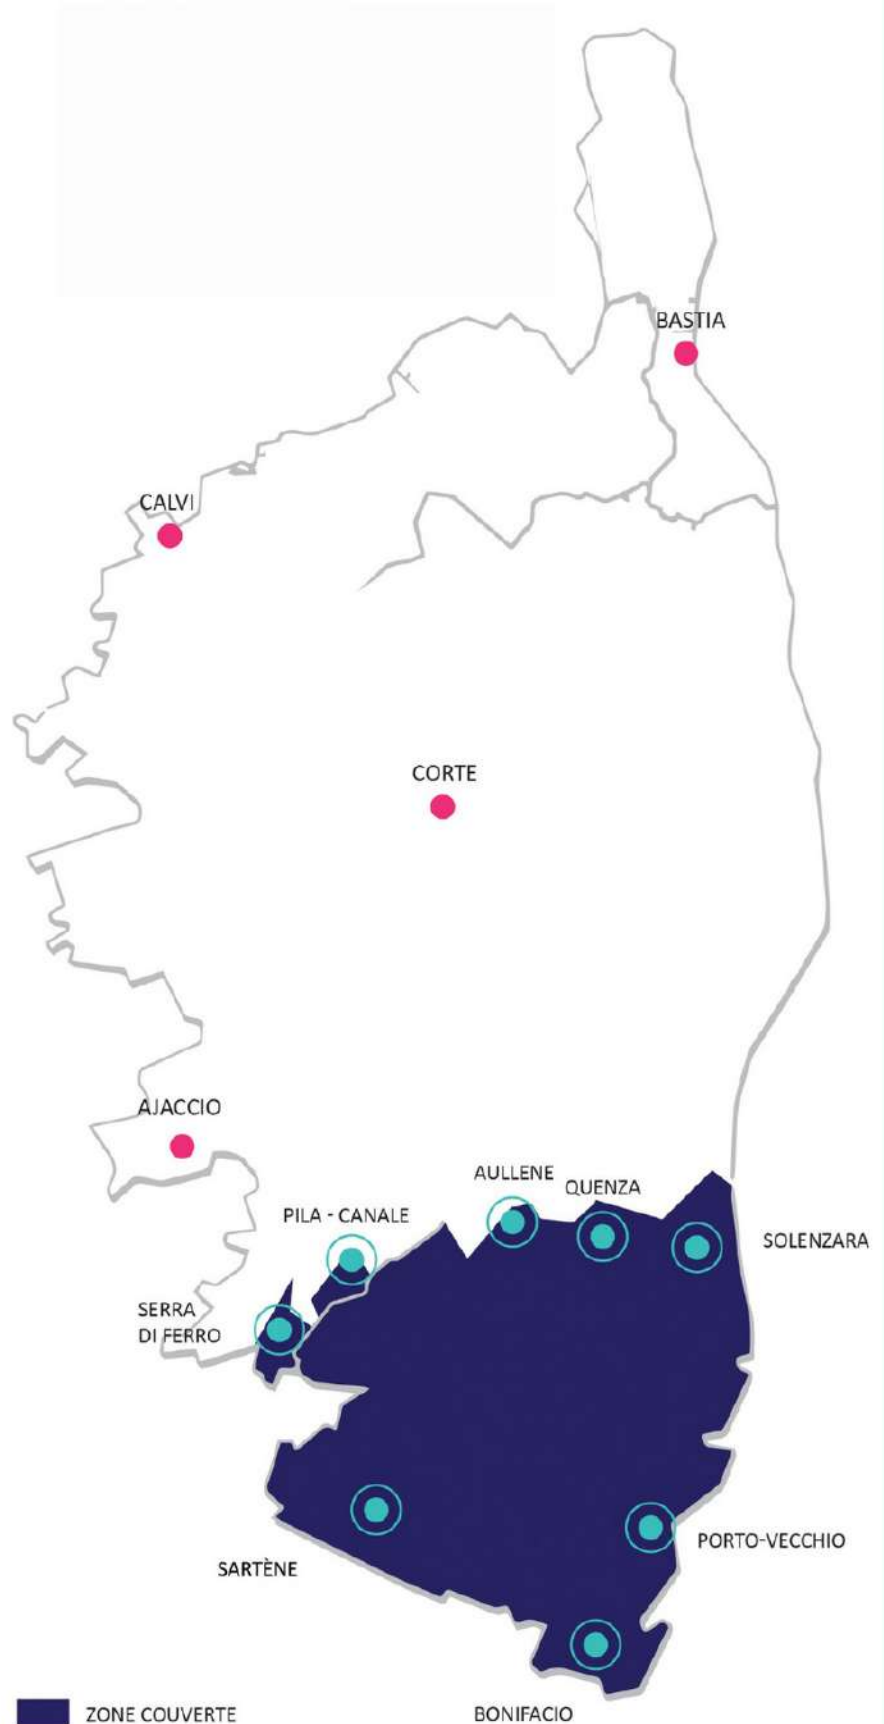 BASTIA
CALVI
CORTE
AJACCIO
AULLENE
QUENZA
PILA - CANALE
SOLENZARA
SERRA
DI FERRO
PORTO-VECCHIO
SARTÈNE
ZONE COUVERTE
BONIFACIO